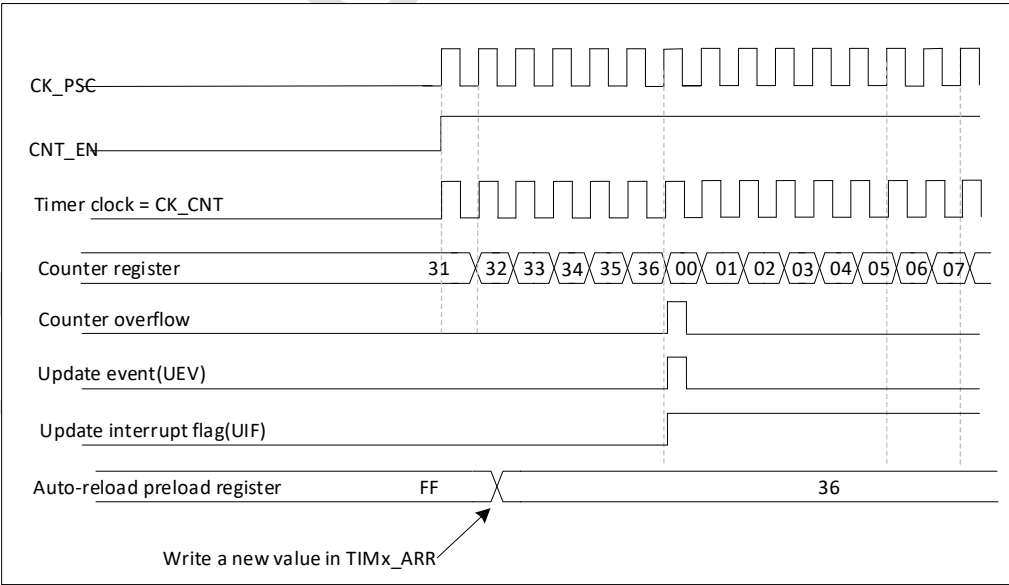 CK_PSC
CNT_EN
Timer clock = CK_CNT
Counter register 31 32 33 34 35 36 00 01 02 03 04 05 06 07
Counter overflow
Update event(UEV)
Update interrupt flag(UIF)
Auto-reload preload register FF 36
Write a new value in TIMx_ARR